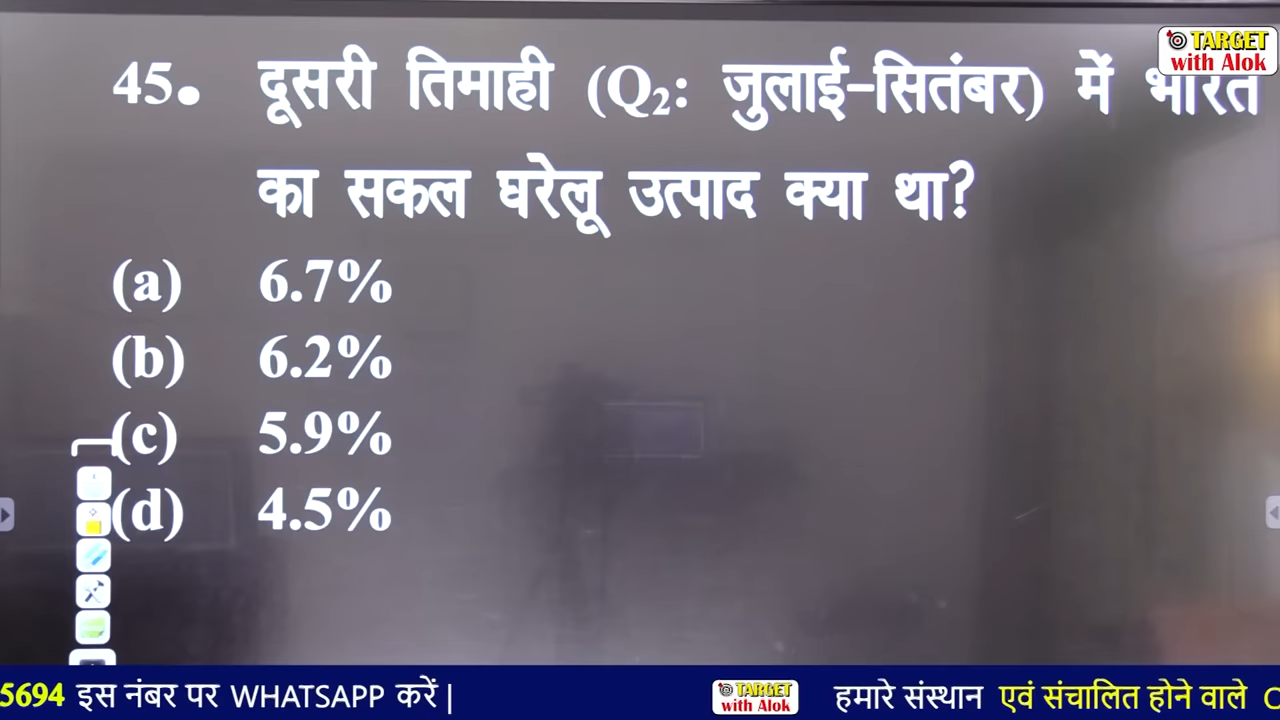 TARGET
with Alok
45. दूसरी तिमाही (Q₂: जुलाई-सितंबर) में भारत
का सकल घरेलू उत्पाद क्या था?
(a) 6.7%
(b) 6.2%
(c) 5.9%
(d) 4.5%
5694 इस नंबर पर WHATSAPP करें |
TARGET
with Alok
हमारे संस्थान एवं संचालित होने वाले